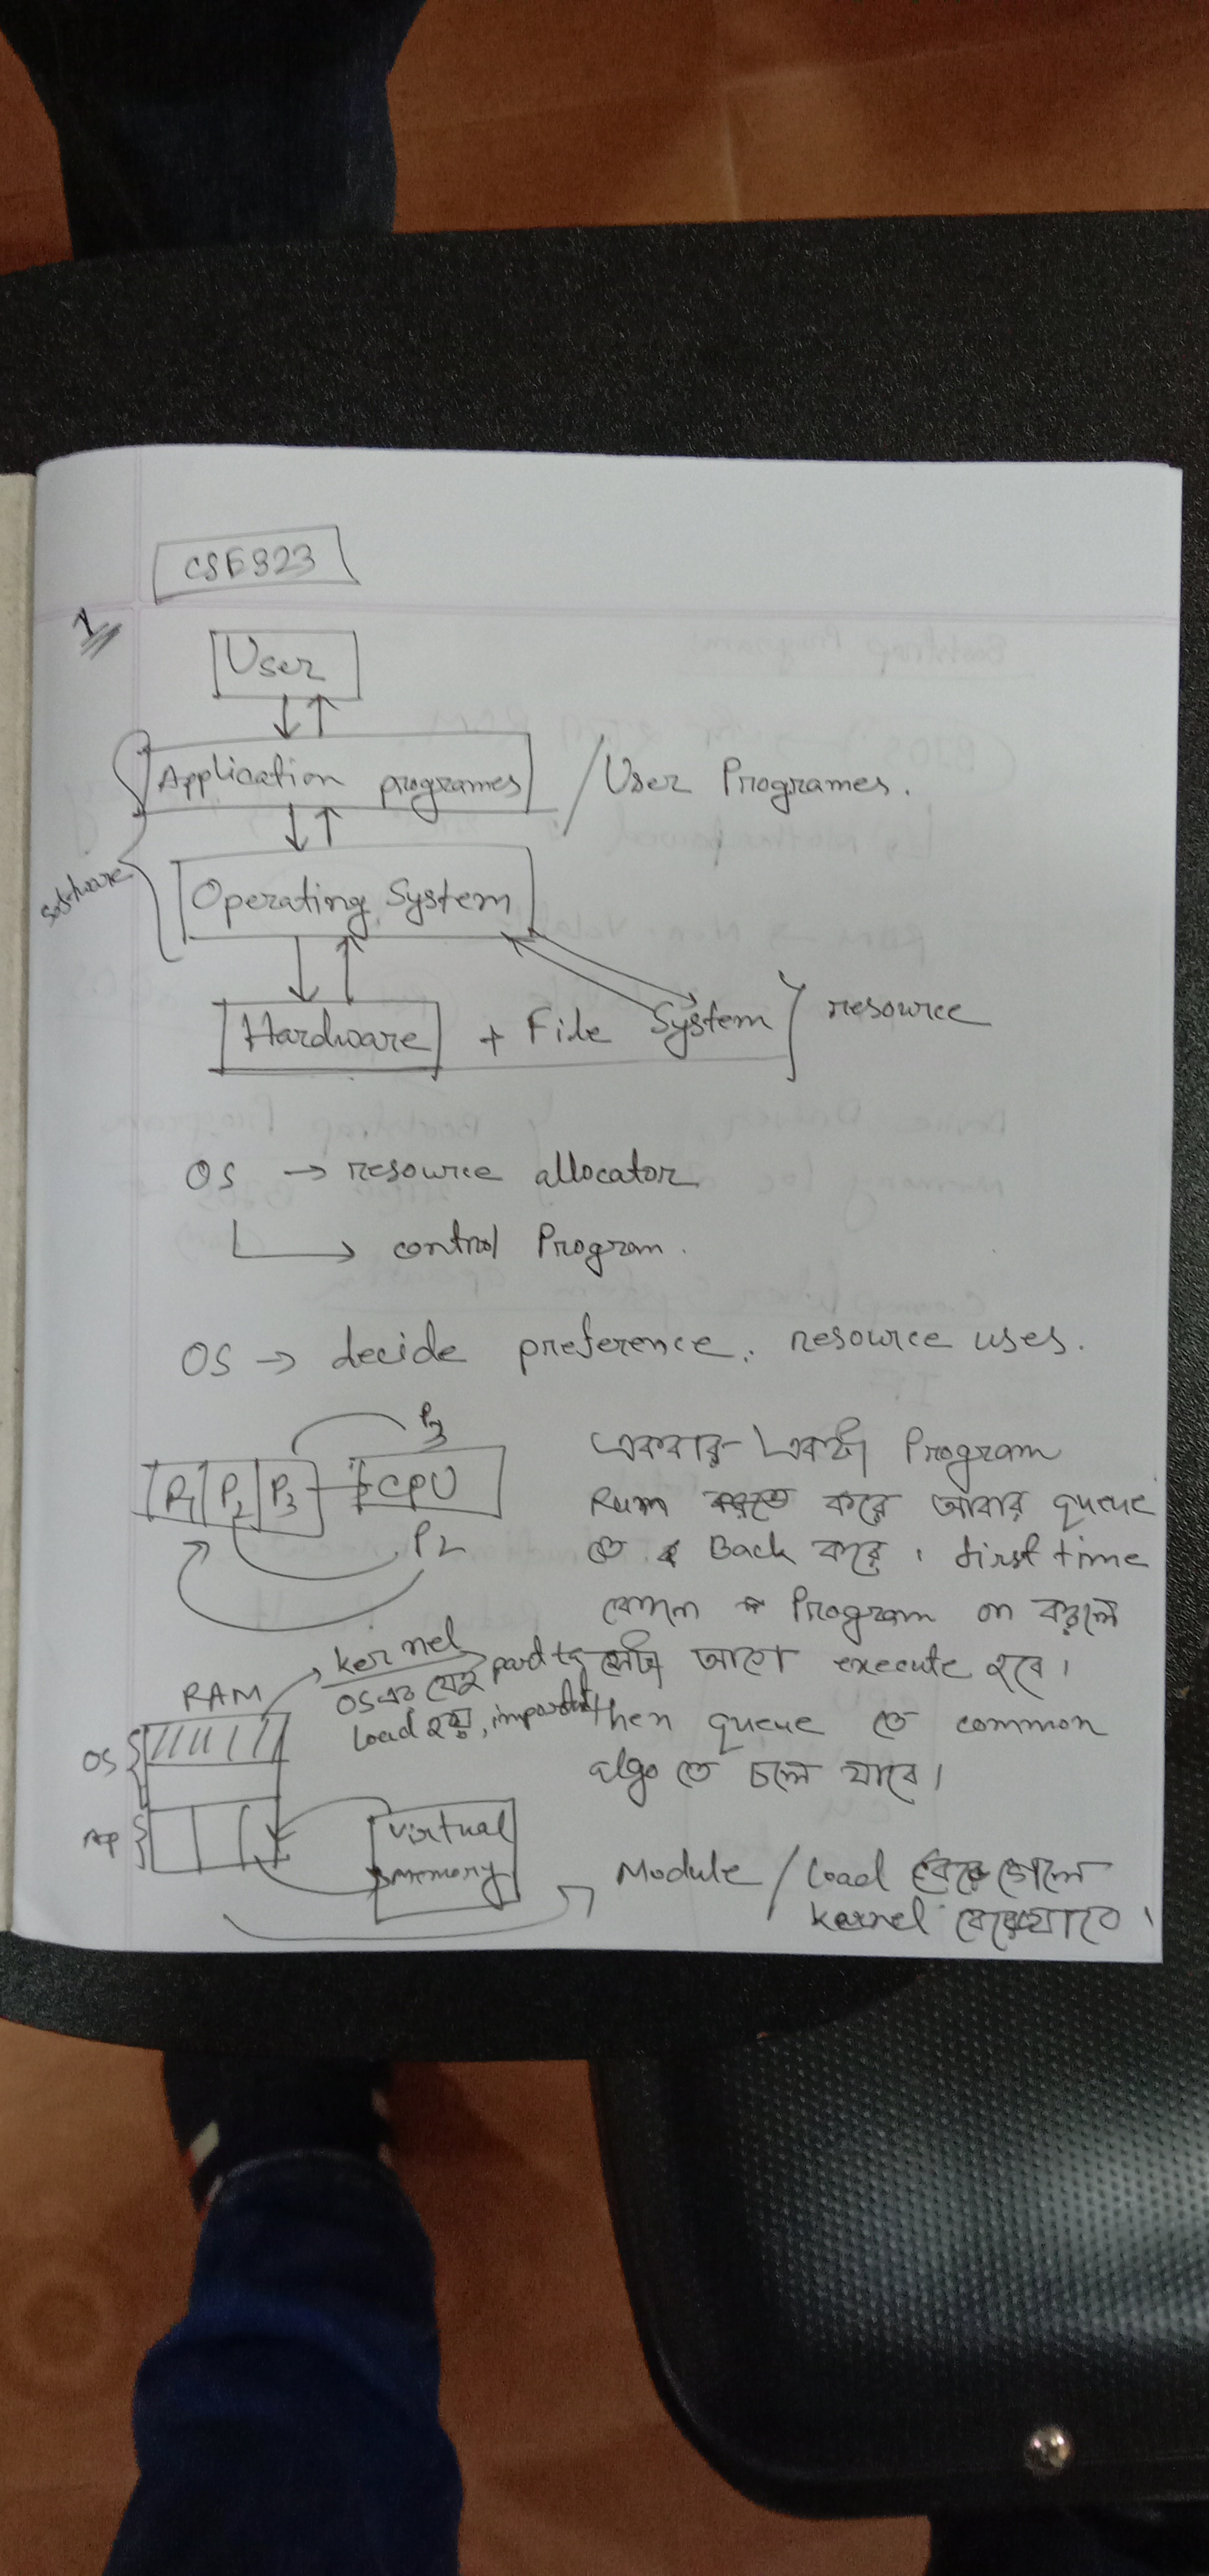 CSE323
1
User
Application programes / User Programes.
software
Operating System
Hardware + File System } resource
OS → resource allocator
control Program.
OS → decide preference, resource uses.
P3
P1 P2 P3 CPU
P2
একবার একটা Program
Run করে আবার queue
তে Back করে। first time
কোনো Program on করলে
সেটা আগে execute হবে।
then queue তে common
algo তে চলে যাবে।
kernel
OS এর যেই part টা
load হয়, important
RAM
OS
AP
virtual
memory
Module / Load হয়ে গেলে
kernel বেরহয়ে যাবে।